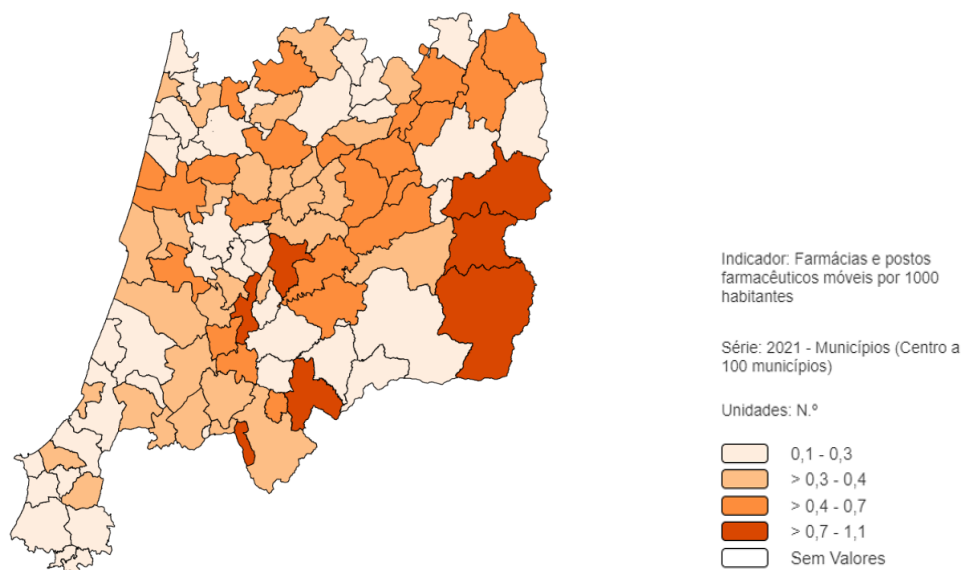 Indicador: Farmácias e postos
farmacêuticos móveis por 1000
habitantes
Série: 2021 - Municípios (Centro a
100 municípios)
Unidades: N.º
0,1 - 0,3
> 0,3 - 0,4
> 0,4 - 0,7
> 0,7 - 1,1
Sem Valores